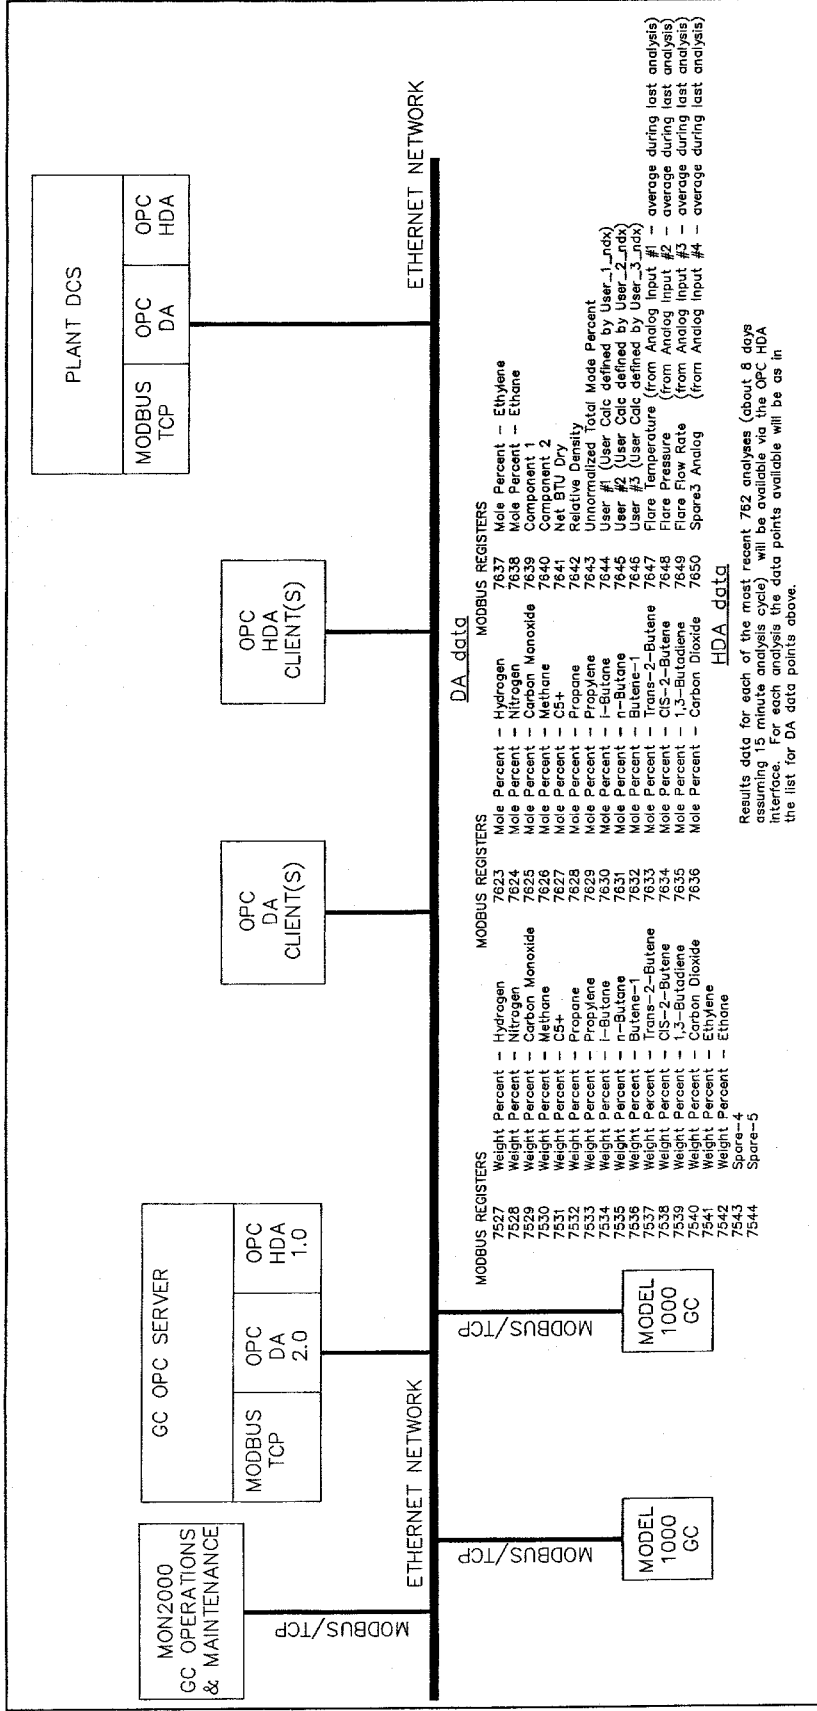 PLANT DCS
MODBUS
TCP
OPC
DA
OPC
HDA
GC OPC SERVER
MODBUS
TCP
OPC
DA
2.0
OPC
HDA
1.0
MON2000
GC OPERATIONS
& MAINTENANCE
OPC
DA
CLIENT(S)
OPC
HDA
CLIENT(S)
MODBUS/TCP
ETHERNET NETWORK
ETHERNET NETWORK
MODBUS/TCP
MODEL
1000
GC
MODBUS/TCP
MODEL
1000
GC
DA data
MODBUS REGISTERS
7527 Weight Percent – Hydrogen
7528 Weight Percent – Nitrogen
7529 Weight Percent – Carbon Monoxide
7530 Weight Percent – Methane
7531 Weight Percent – C5+
7532 Weight Percent – Propane
7533 Weight Percent – Propylene
7534 Weight Percent – i-Butane
7535 Weight Percent – n-Butane
7536 Weight Percent – Butene-1
7537 Weight Percent – Trans-2-Butene
7538 Weight Percent – CIS-2-Butene
7539 Weight Percent – 1,3-Butadiene
7540 Weight Percent – Carbon Dioxide
7541 Weight Percent – Ethylene
7542 Weight Percent – Ethane
7543 Spare-4
7544 Spare-5
MODBUS REGISTERS
7623 Mole Percent – Hydrogen
7624 Mole Percent – Nitrogen
7625 Mole Percent – Carbon Monoxide
7626 Mole Percent – Methane
7627 Mole Percent – C5+
7628 Mole Percent – Propane
7629 Mole Percent – Propylene
7630 Mole Percent – i-Butane
7631 Mole Percent – n-Butane
7632 Mole Percent – Butene-1
7633 Mole Percent – Trans-2-Butene
7634 Mole Percent – CIS-2-Butene
7635 Mole Percent – 1,3-Butadiene
7636 Mole Percent – Carbon Dioxide
MODBUS REGISTERS
7637 Mole Percent – Ethylene
7638 Mole Percent – Ethane
7639 Component 1
7640 Component 2
7641 Net BTU Dry
7642 Relative Density
7643 Unnormalized Total Mode Percent
7644 User #1 (User Calc defined by User_1_ndx)
7645 User #2 (User Calc defined by User_2_ndx)
7646 User #3 (User Calc defined by User_3_ndx)
7647 Flare Temperature (from Analog Input #1 – average during last analysis)
7648 Flare Pressure (from Analog Input #2 – average during last analysis)
7649 Flare Flow Rate (from Analog Input #3 – average during last analysis)
7650 Spare3 Analog (from Analog Input #4 – average during last analysis)
HDA data
Results data for each of the most recent 762 analyses (about 8 days
assuming 15 minute analysis cycle) will be available via the OPC HDA
interface. For each analysis the data points available will be as in
the list for DA data points above.